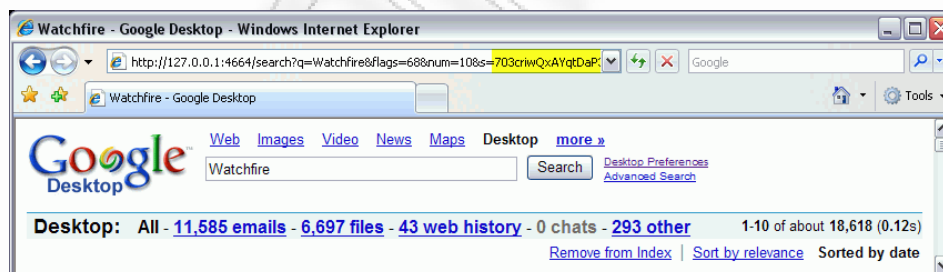 Watchfire - Google Desktop - Windows Internet Explorer
http://127.0.0.1:4664/search?q=Watchfire&flags=68&num=10&s=703criwQxAYqtDaP
Google
Watchfire - Google Desktop
Tools
Web Images Video News Maps Desktop more »
Google Desktop
Watchfire
Search
Desktop Preferences
Advanced Search
Desktop: All - 11,585 emails - 6,697 files - 43 web history - 0 chats - 293 other 1-10 of about 18,618 (0.12s)
Remove from Index | Sort by relevance Sorted by date